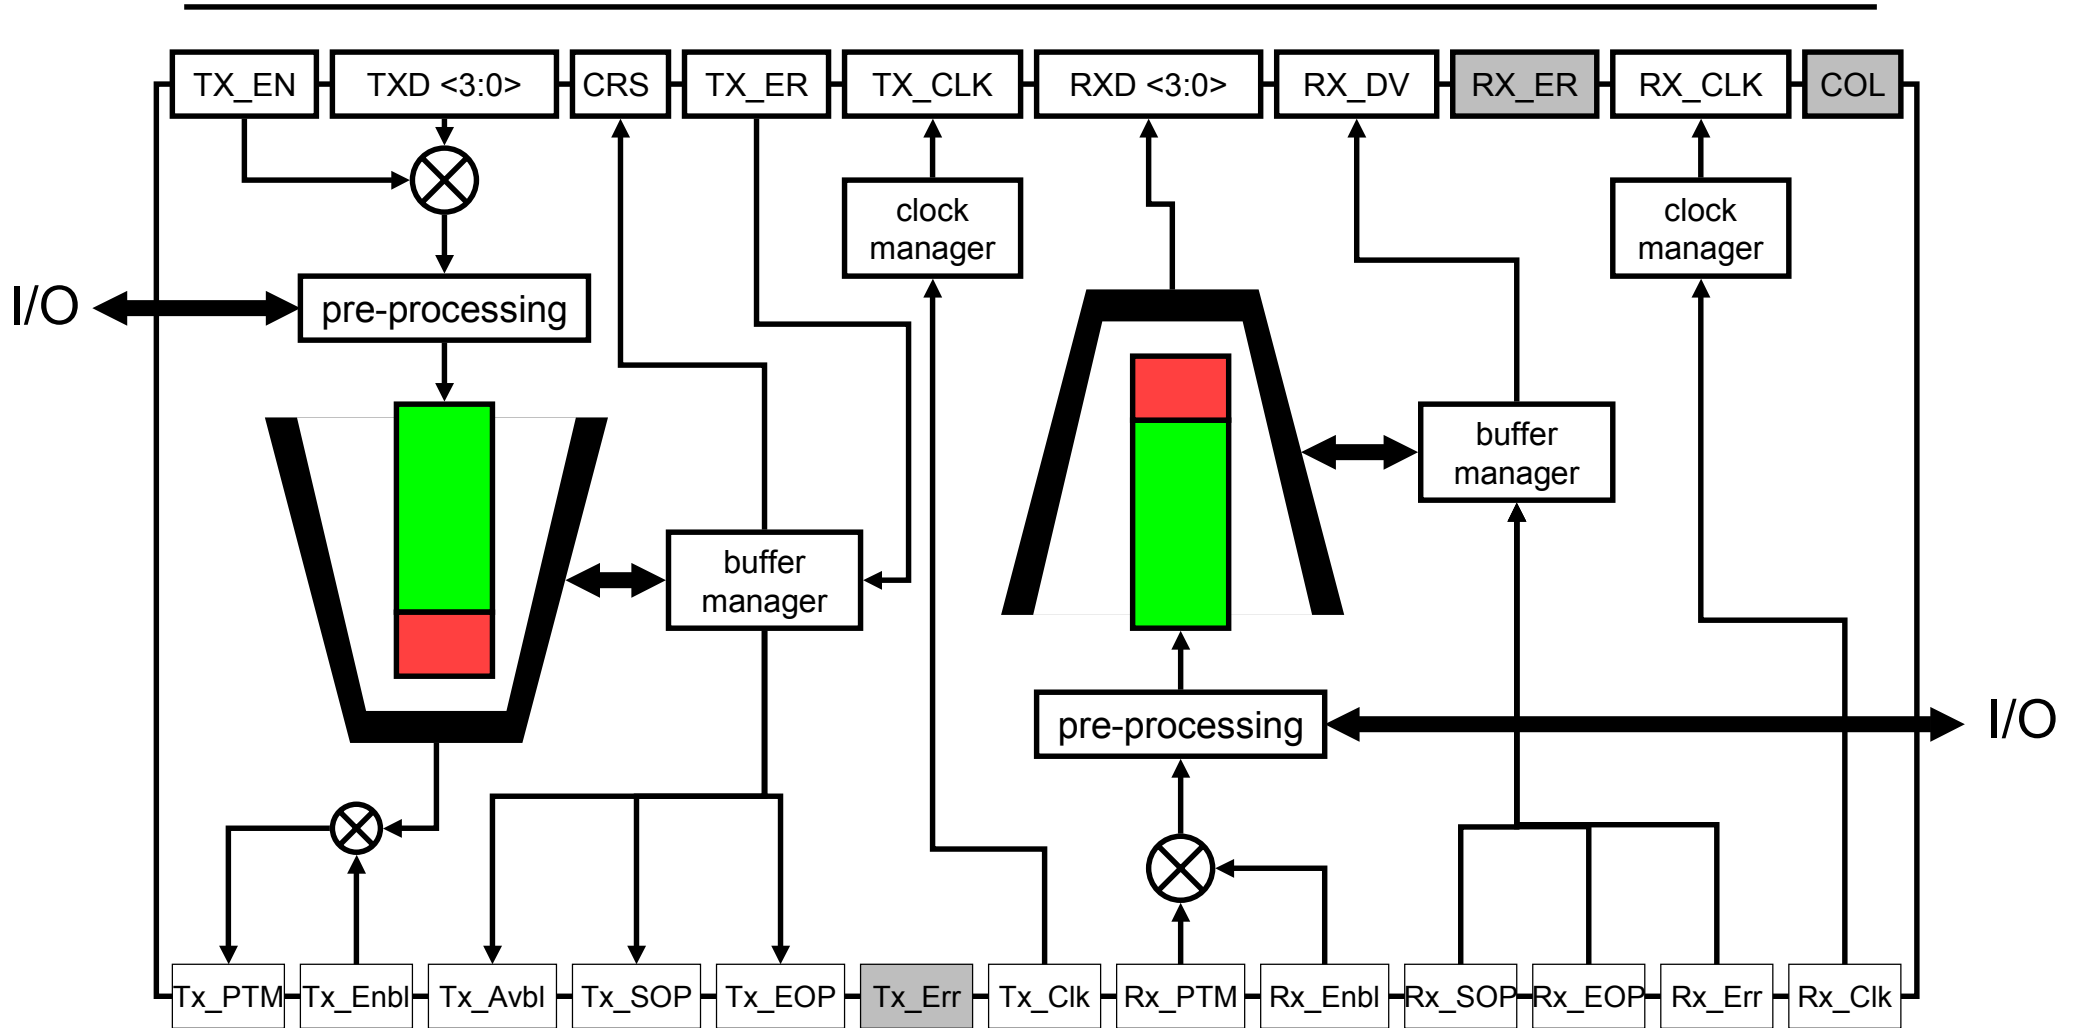 TX_EN
TXD <3:0>
CRS
TX_ER
TX_CLK
RXD <3:0>
RX_DV
RX_ER
RX_CLK
COL
clock
manager
clock
manager
I/O
pre-processing
buffer
manager
buffer
manager
pre-processing
I/O
Tx_PTM
Tx_Enbl
Tx_Avbl
Tx_SOP
Tx_EOP
Tx_Err
Tx_Clk
Rx_PTM
Rx_Enbl
Rx_SOP
Rx_EOP
Rx_Err
Rx_Clk